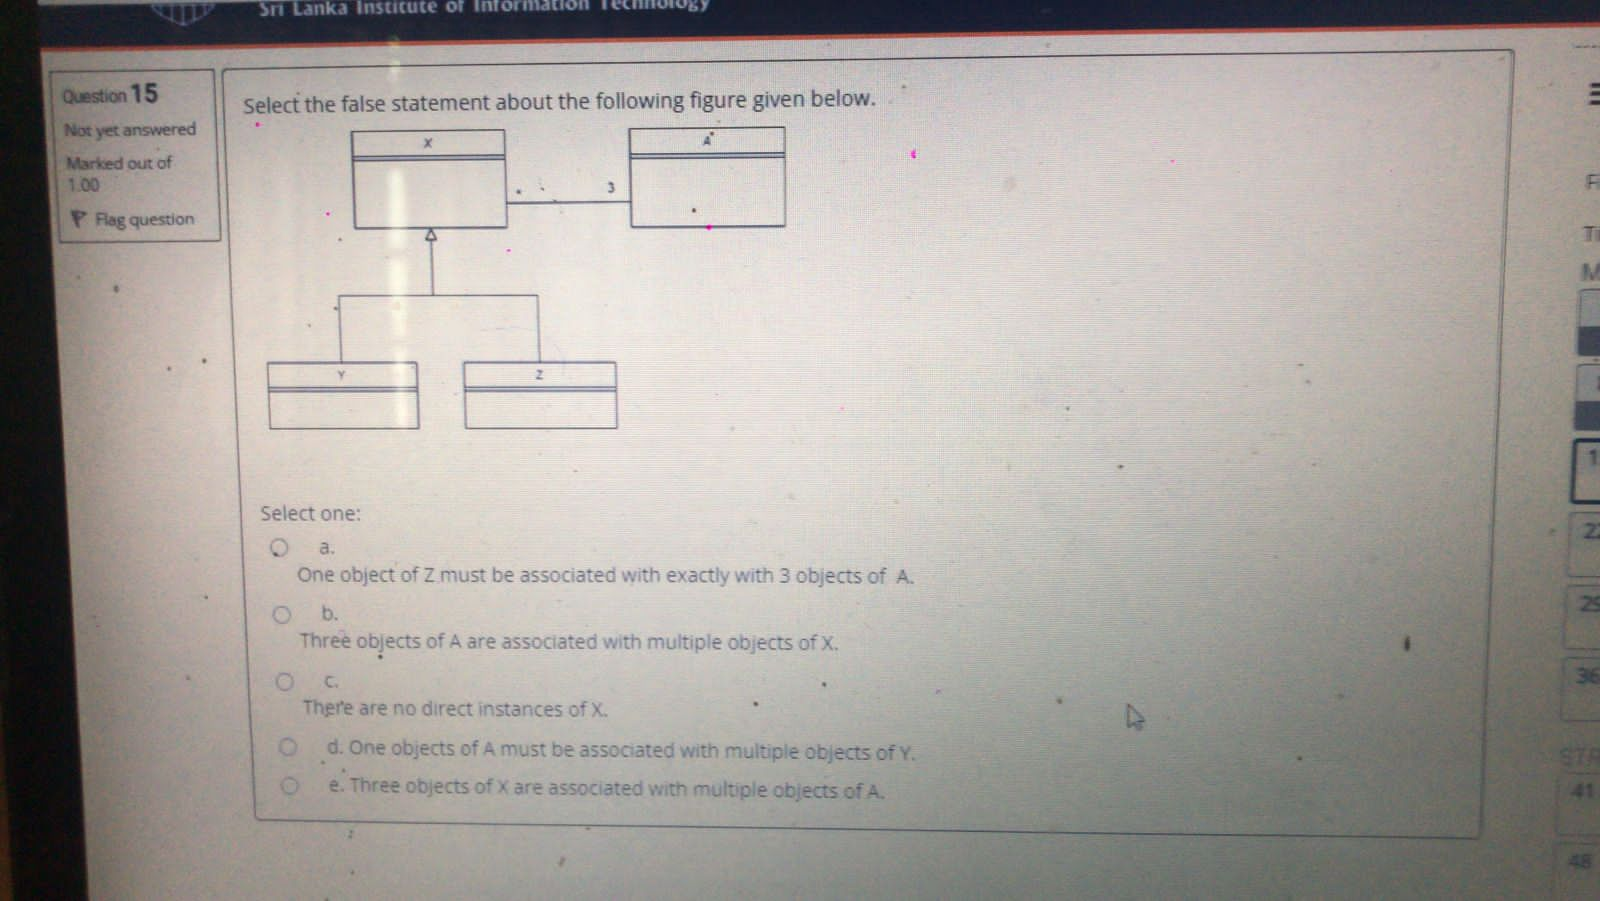 Sri Lanka Institute of Information Technology
Question 15
Not yet answered
Marked out of
1.00
Flag question
Select the false statement about the following figure given below.
X
A
* 3
Y
Z
Select one:
a.
One object of Z must be associated with exactly with 3 objects of A.
b.
Three objects of A are associated with multiple objects of X.
c.
There are no direct instances of X.
d. One objects of A must be associated with multiple objects of Y.
e. Three objects of X are associated with multiple objects of A.
41
48